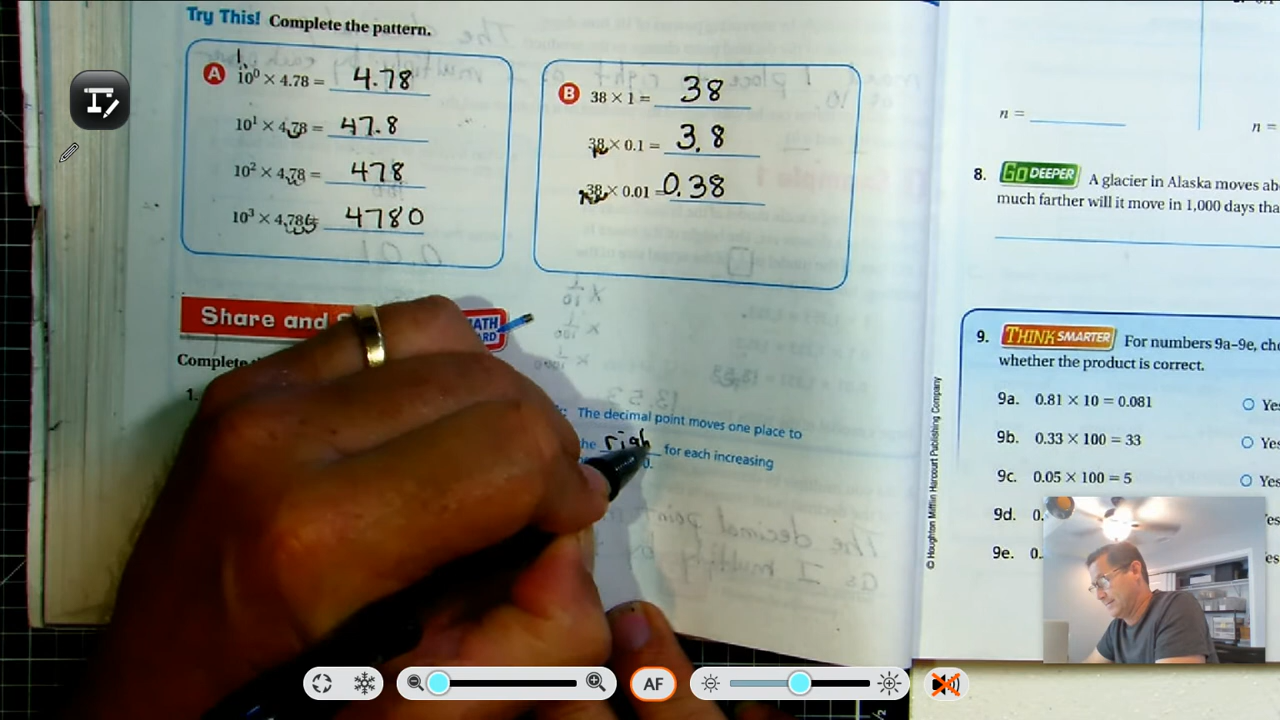 Try This! Complete the pattern.
A 10⁰ × 4.78 = 4.78
1.
10¹ × 4.78 = 47.8
10² × 4.78 = 478
10³ × 4.78 = 4780
B 38 × 1 = 38
38 × 0.1 = 3.8
38 × 0.01 = 0.38
Share and
MATH
Complete
1.
The decimal point moves one place to
the righ for each increasing
0.
n =
n =
8. GO DEEPER A glacier in Alaska moves ab
much farther will it move in 1,000 days tha
9. THINK SMARTER For numbers 9a–9e, cho
whether the product is correct.
9a. 0.81 × 10 = 0.081 Yes
9b. 0.33 × 100 = 33 Yes
9c. 0.05 × 100 = 5 Yes
9d. 0.
9e. 0.
© Houghton Mifflin Harcourt Publishing Company
AF